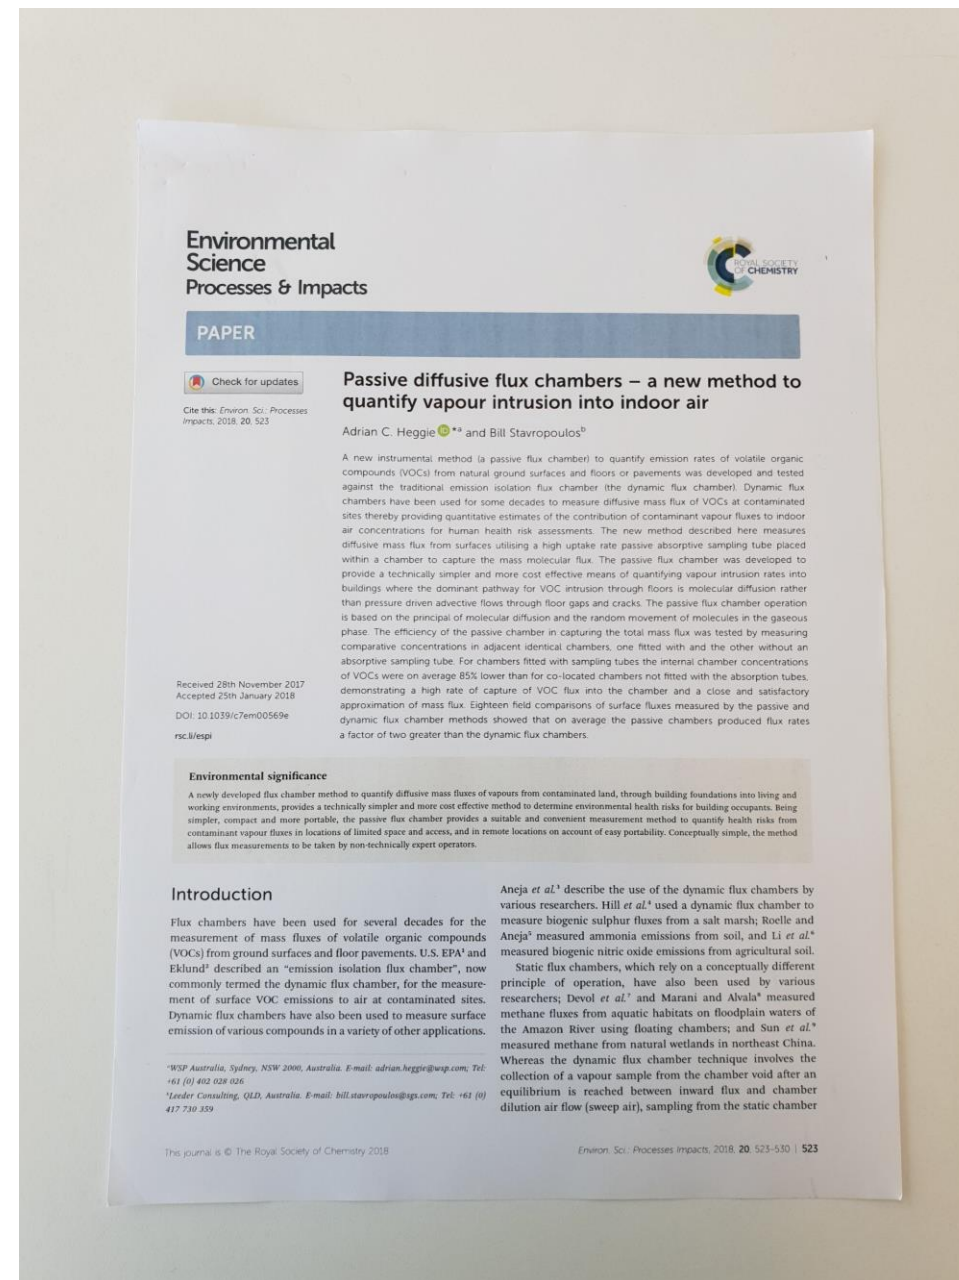 Environmental
Science
Processes & Impacts
ROYAL SOCIETY
OF CHEMISTRY
PAPER
Check for updates
Cite this: Environ. Sci.: Processes
Impacts, 2018, 20, 523
Received 28th November 2017
Accepted 25th January 2018
DOI: 10.1039/c7em00569e
rsc.li/espi
Passive diffusive flux chambers – a new method to
quantify vapour intrusion into indoor air
Adrian C. Heggie *ᵃ and Bill Stavropoulosᵇ
A new instrumental method (a passive flux chamber) to quantify emission rates of volatile organic
compounds (VOCs) from natural ground surfaces and floors or pavements was developed and tested
against the traditional emission isolation flux chamber (the dynamic flux chamber). Dynamic flux
chambers have been used for some decades to measure diffusive mass flux of VOCs at contaminated
sites thereby providing quantitative estimates of the contribution of contaminant vapour fluxes to indoor
air concentrations for human health risk assessments. The new method described here measures
diffusive mass flux from surfaces utilising a high uptake rate passive absorptive sampling tube placed
within a chamber to capture the mass molecular flux. The passive flux chamber was developed to
provide a technically simpler and more cost effective means of quantifying vapour intrusion rates into
buildings where the dominant pathway for VOC intrusion through floors is molecular diffusion rather
than pressure driven advective flows through floor gaps and cracks. The passive flux chamber operation
is based on the principal of molecular diffusion and the random movement of molecules in the gaseous
phase. The efficiency of the passive chamber in capturing the total mass flux was tested by measuring
comparative concentrations in adjacent identical chambers, one fitted with and the other without an
absorptive sampling tube. For chambers fitted with sampling tubes the internal chamber concentrations
of VOCs were on average 85% lower than for co-located chambers not fitted with the absorption tubes,
demonstrating a high rate of capture of VOC flux into the chamber and a close and satisfactory
approximation of mass flux. Eighteen field comparisons of surface fluxes measured by the passive and
dynamic flux chamber methods showed that on average the passive chambers produced flux rates
a factor of two greater than the dynamic flux chambers.
Environmental significance
A newly developed flux chamber method to quantify diffusive mass fluxes of vapours from contaminated land, through building foundations into living and
working environments, provides a technically simpler and more cost effective method to determine environmental health risks for building occupants. Being
simpler, compact and more portable, the passive flux chamber provides a suitable and convenient measurement method to quantify health risks from
contaminant vapour fluxes in locations of limited space and access, and in remote locations on account of easy portability. Conceptually simple, the method
allows flux measurements to be taken by non-technically expert operators.
Introduction
Flux chambers have been used for several decades for the
measurement of mass fluxes of volatile organic compounds
(VOCs) from ground surfaces and floor pavements. U.S. EPA¹ and
Eklund² described an "emission isolation flux chamber", now
commonly termed the dynamic flux chamber, for the measure-
ment of surface VOC emissions to air at contaminated sites.
Dynamic flux chambers have also been used to measure surface
emission of various compounds in a variety of other applications.
ᵃWSP Australia, Sydney, NSW 2000, Australia. E-mail: adrian.heggie@wsp.com; Tel:
+61 (0) 402 028 026
ᵇLeeder Consulting, QLD, Australia. E-mail: bill.stavropoulos@sgs.com; Tel: +61 (0)
417 730 359
Aneja et al.³ describe the use of the dynamic flux chambers by
various researchers. Hill et al.⁴ used a dynamic flux chamber to
measure biogenic sulphur fluxes from a salt marsh; Roelle and
Aneja⁵ measured ammonia emissions from soil, and Li et al.⁶
measured biogenic nitric oxide emissions from agricultural soil.
Static flux chambers, which rely on a conceptually different
principle of operation, have also been used by various
researchers; Devol et al.⁷ and Marani and Alvala⁸ measured
methane fluxes from aquatic habitats on floodplain waters of
the Amazon River using floating chambers; and Sun et al.⁹
measured methane from natural wetlands in northeast China.
Whereas the dynamic flux chamber technique involves the
collection of a vapour sample from the chamber void after an
equilibrium is reached between inward flux and chamber
dilution air flow (sweep air), sampling from the static chamber
This journal is © The Royal Society of Chemistry 2018
Environ. Sci.: Processes Impacts, 2018, 20, 523–530 | 523